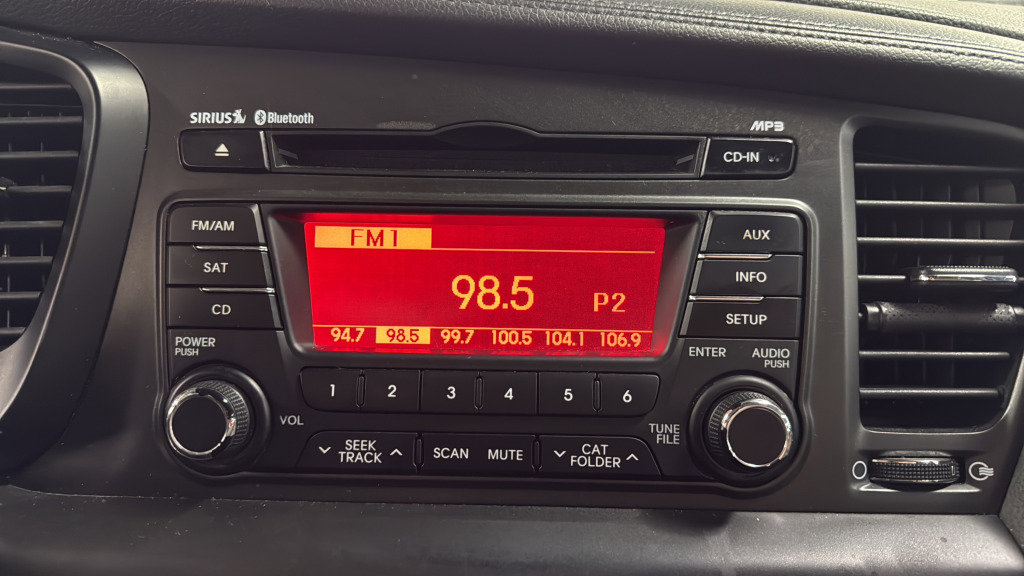 SIRIUS Bluetooth
MP3
CD-IN
FM/AM
SAT
CD
FM1
98.5 P2
94.7 98.5 99.7 100.5 104.1 106.9
AUX
INFO
SETUP
POWER
PUSH
VOL
1 2 3 4 5 6
ENTER
AUDIO
PUSH
TUNE
FILE
SEEK
TRACK
SCAN
MUTE
CAT
FOLDER